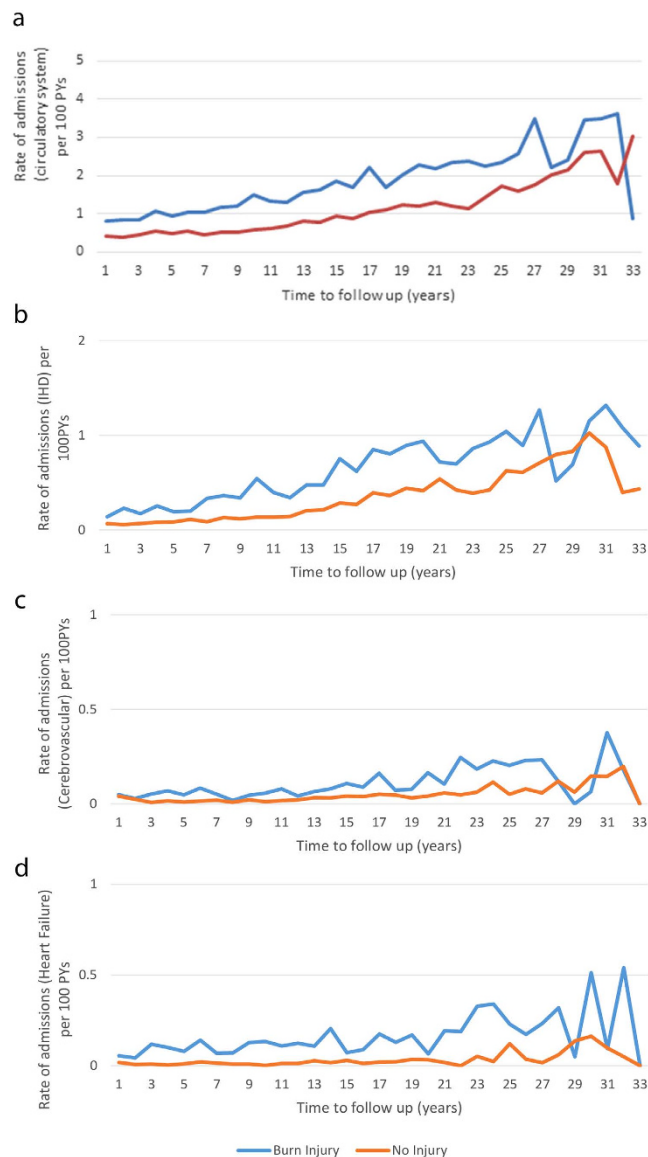 a
Rate of admissions
(circulatory system)
per 100 PYs
5
4
3
2
1
0
1 3 5 7 9 11 13 15 17 19 21 23 25 27 29 31 33
Time to follow up (years)
b
Rate of admissions (IHD) per
100PYs
2
1
0
1 3 5 7 9 11 13 15 17 19 21 23 25 27 29 31 33
Time to follow up (years)
c
Rate of admissions
(Cerebrovascular) per 100PYs
1
0.5
0
1 3 5 7 9 11 13 15 17 19 21 23 25 27 29 31 33
Time to follow up (years)
d
Rate of admissions (Heart Failure)
per 100 PYs
1
0.5
0
1 3 5 7 9 11 13 15 17 19 21 23 25 27 29 31 33
Time to follow up (years)
Burn Injury No Injury